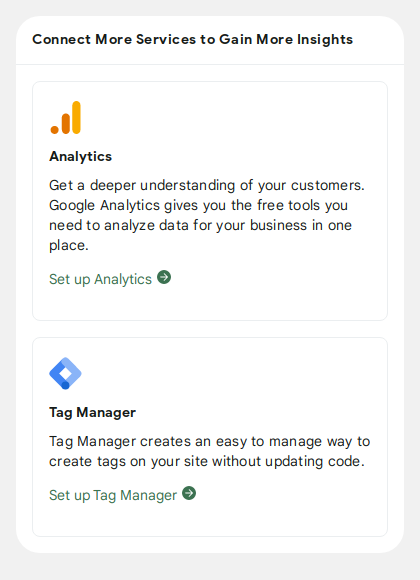 Connect More Services to Gain More Insights
Analytics
Get a deeper understanding of your customers.
Google Analytics gives you the free tools you
need to analyze data for your business in one
place.
Set up Analytics
Tag Manager
Tag Manager creates an easy to manage way to
create tags on your site without updating code.
Set up Tag Manager